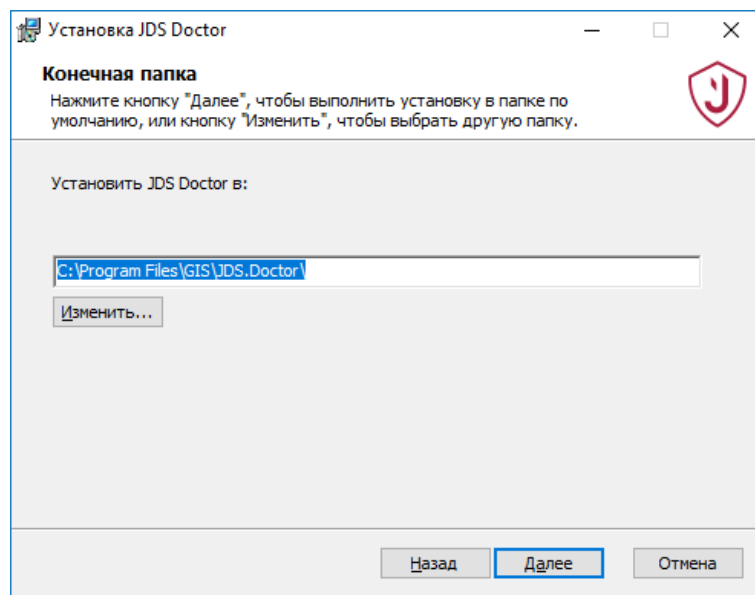 Установка JDS Doctor
Конечная папка
Нажмите кнопку "Далее", чтобы выполнить установку в папке по
умолчанию, или кнопку "Изменить", чтобы выбрать другую папку.
Установить JDS Doctor в:
C:\Program Files\GIS\JDS.Doctor\
Изменить...
Назад Далее Отмена